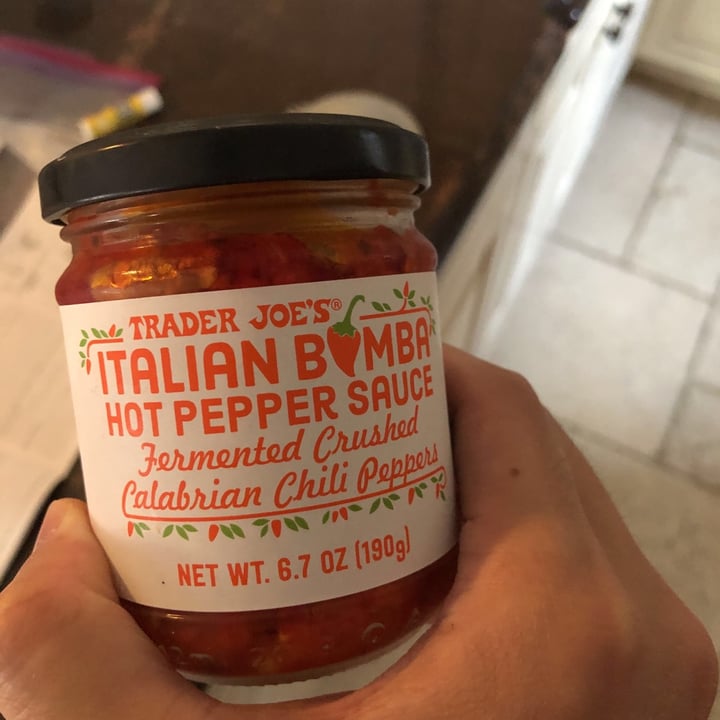 TRADER JOE'S®
ITALIAN BOMBA
HOT PEPPER SAUCE
Fermented Crushed
Calabrian Chili Peppers
NET WT. 6.7 OZ (190g)